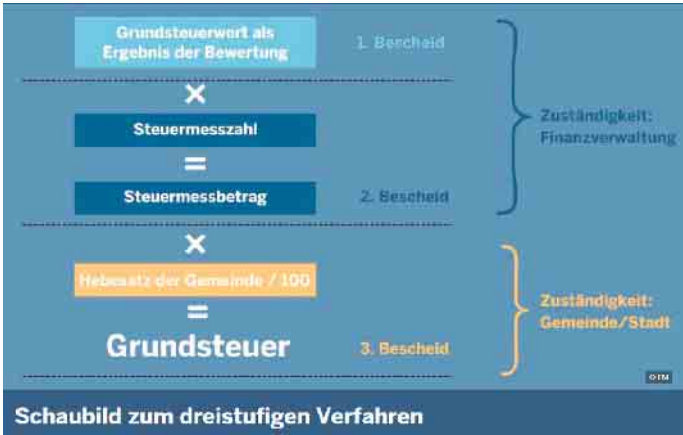 Grundsteuerwert als
Ergebnis der Bewertung
1. Bescheid
×
Steuermesszahl
=
Steuermessbetrag
2. Bescheid
Zuständigkeit:
Finanzverwaltung
×
Hebesatz der Gemeinde / 100
=
Grundsteuer
3. Bescheid
Zuständigkeit:
Gemeinde/Stadt
Schaubild zum dreistufigen Verfahren